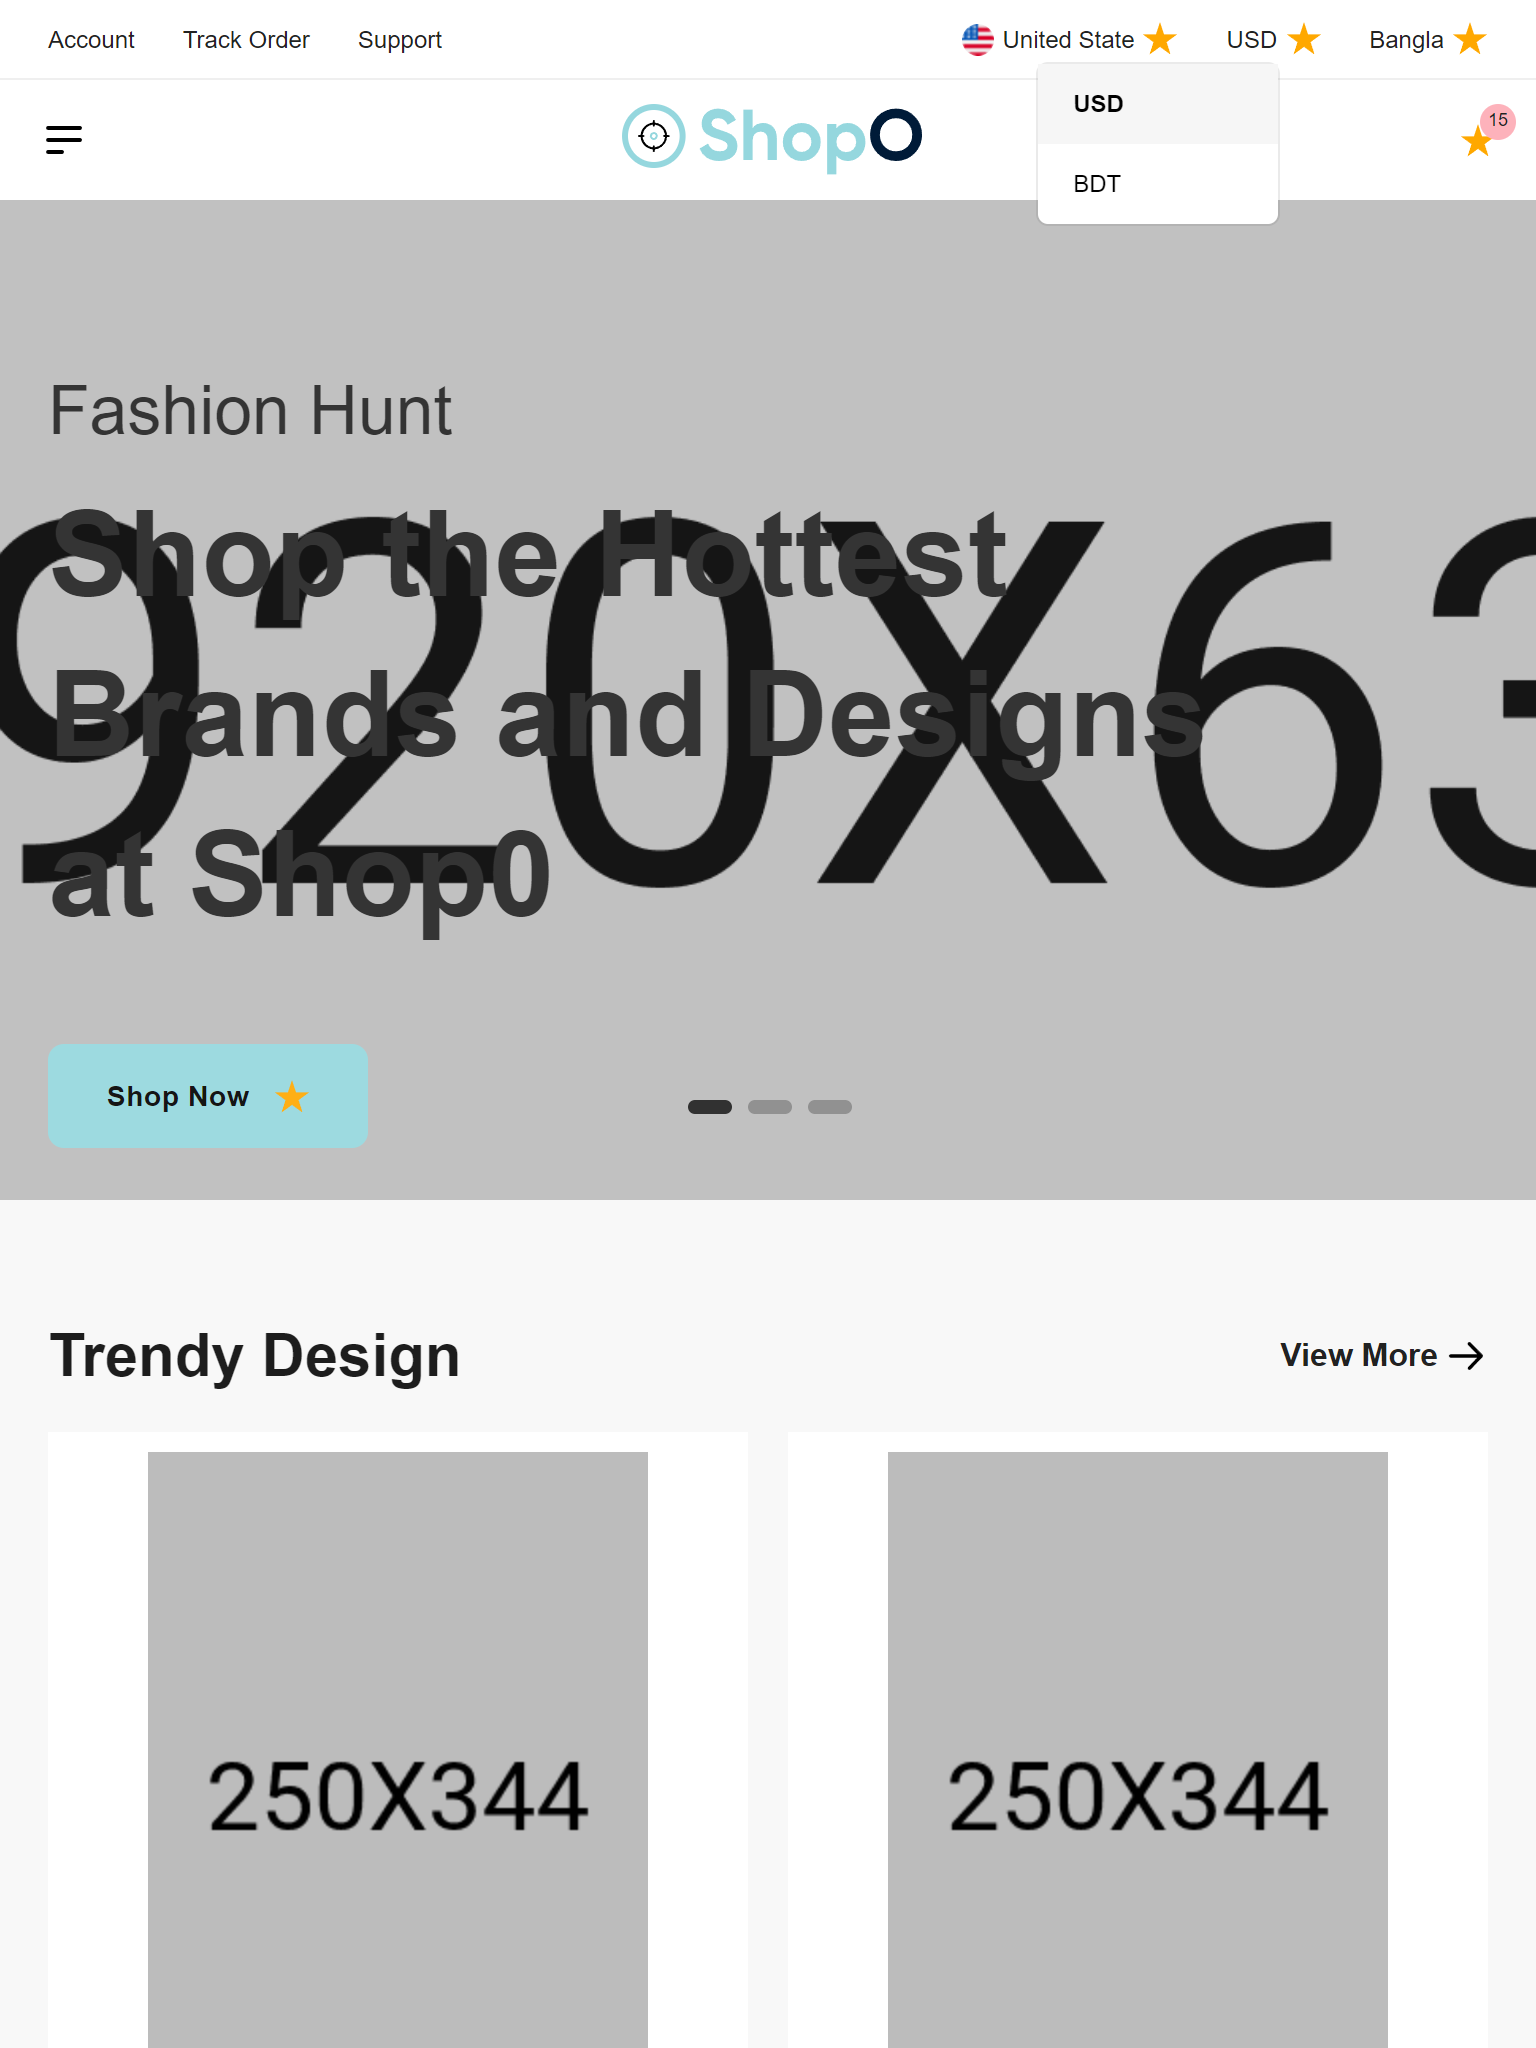 Account Track Order Support United State USD Bangla
USD
BDT
ShopO
15
Fashion Hunt
920X63
Shop the Hottest
Brands and Designs
at Shop0
Shop Now
Trendy Design
View More
250X344
250X344